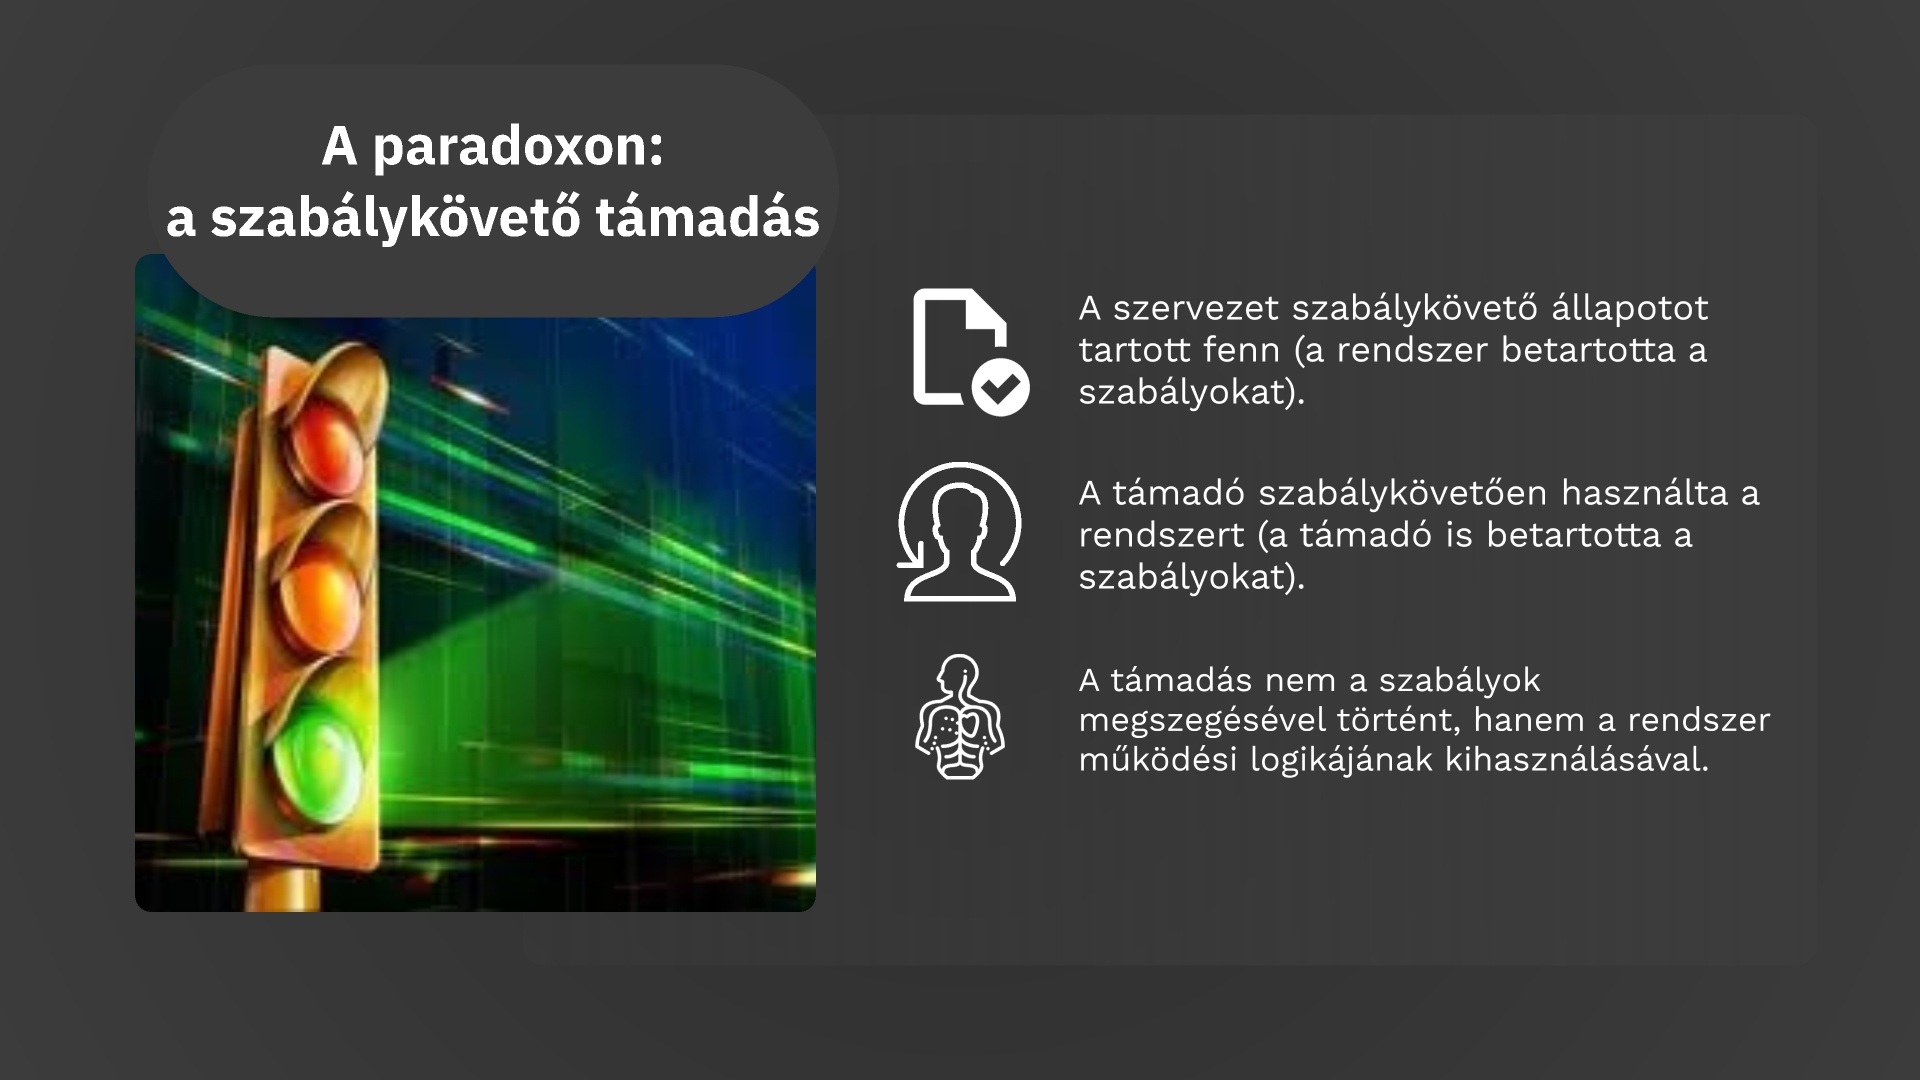 A paradoxon:
a szabálykövető támadás
A szervezet szabálykövető állapotot
tartott fenn (a rendszer betartotta a
szabályokat).
A támadó szabálykövetően használta a
rendszert (a támadó is betartotta a
szabályokat).
A támadás nem a szabályok
megszegésével történt, hanem a rendszer
működési logikájának kihasználásával.